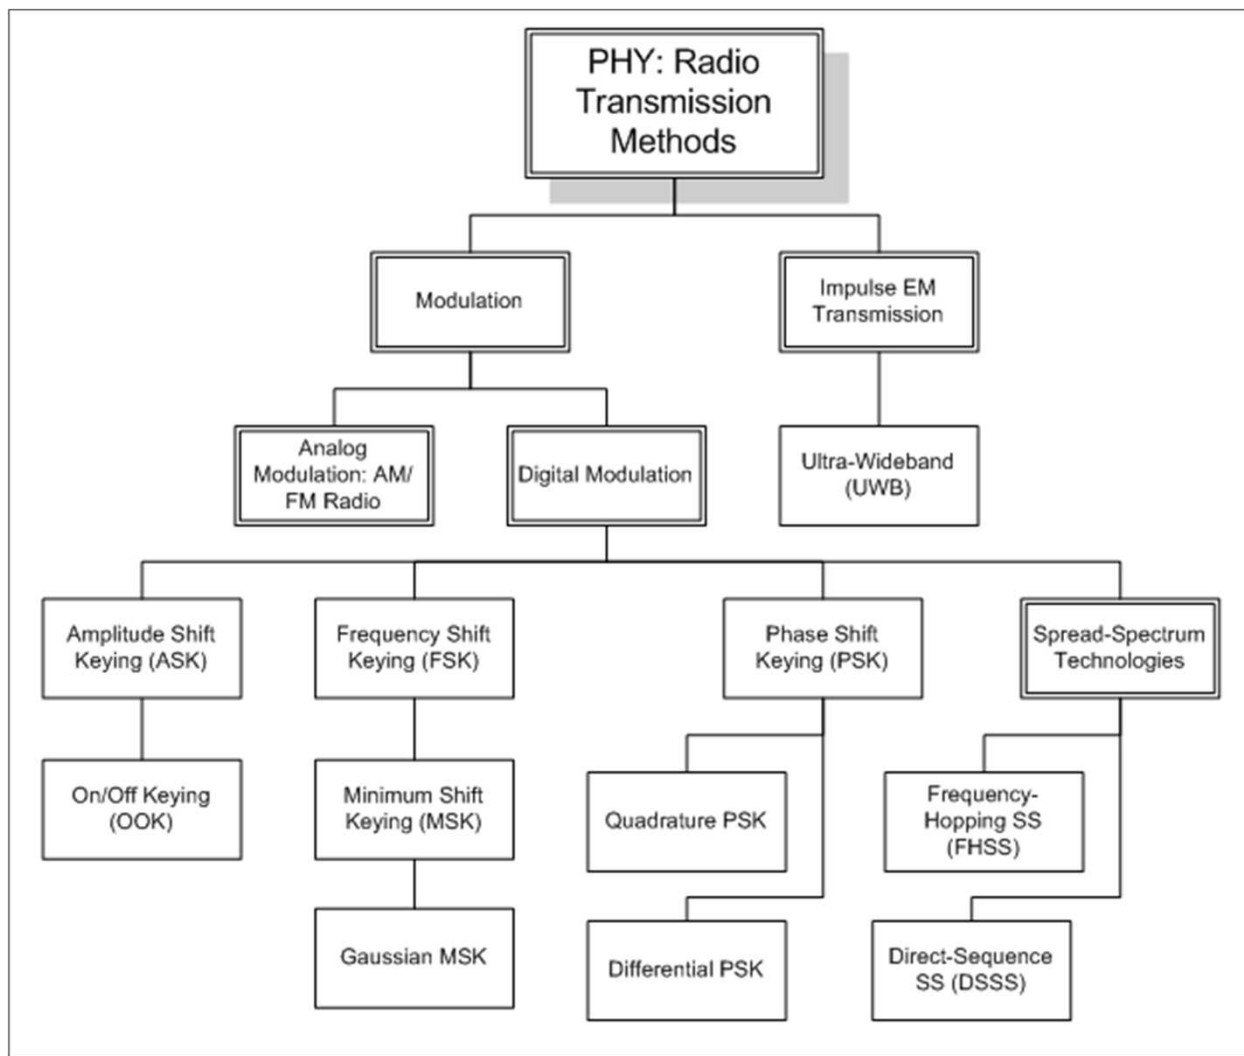 PHY: Radio
Transmission
Methods
Modulation
Impulse EM
Transmission
Analog
Modulation: AM/
FM Radio
Digital Modulation
Ultra-Wideband
(UWB)
Amplitude Shift
Keying (ASK)
Frequency Shift
Keying (FSK)
Phase Shift
Keying (PSK)
Spread-Spectrum
Technologies
On/Off Keying
(OOK)
Minimum Shift
Keying (MSK)
Quadrature PSK
Frequency-
Hopping SS
(FHSS)
Gaussian MSK
Differential PSK
Direct-Sequence
SS (DSSS)